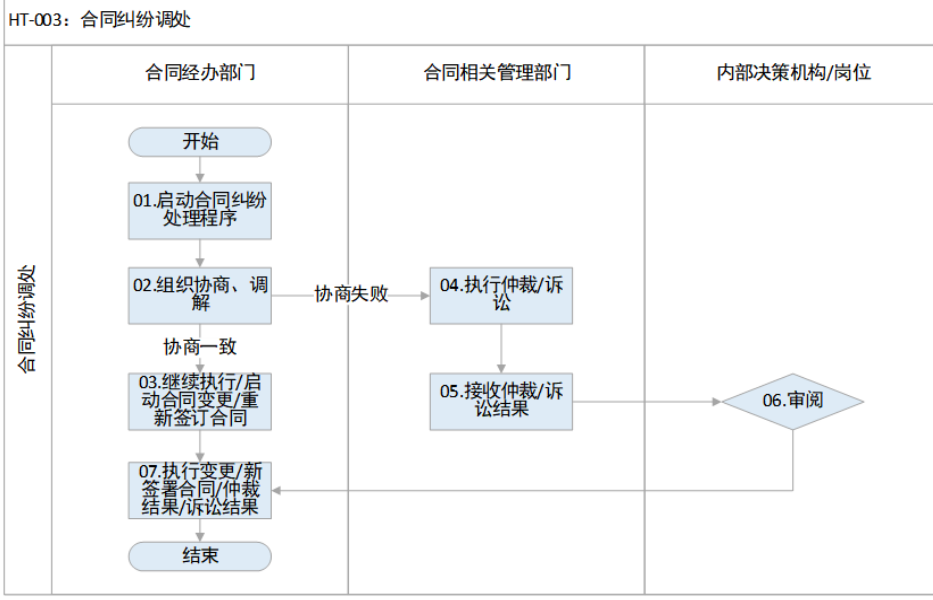 HT-003：合同纠纷调处
合同经办部门
合同相关管理部门
内部决策机构/岗位
合同纠纷调处
开始
01.启动合同纠纷
处理程序
02.组织协商、调
解
协商失败
04.执行仲裁/诉
讼
协商一致
03.继续执行/启
动合同变更/重
新签订合同
05.接收仲裁/诉
讼结果
06.审阅
07.执行变更/新
签署合同/仲裁
结果/诉讼结果
结束